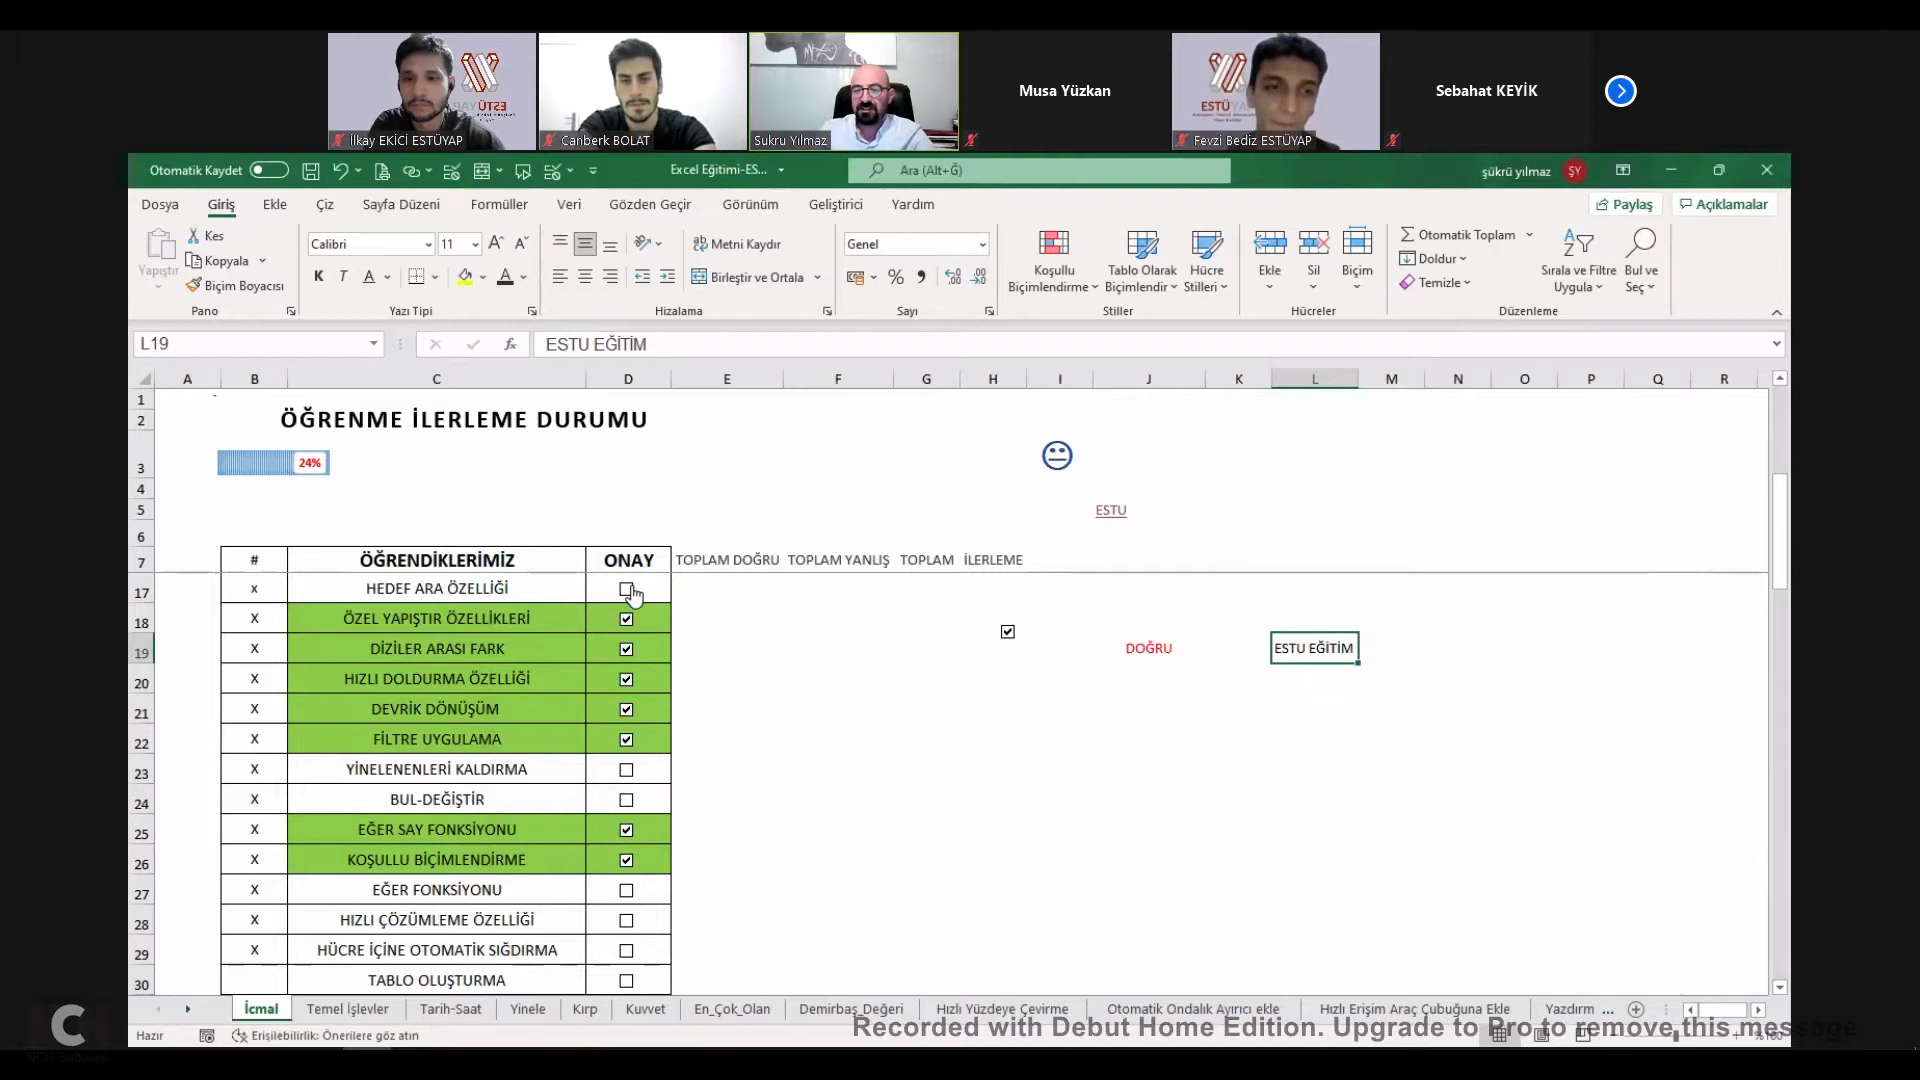 ESTÜYAP
İlkay EKİCİ ESTÜYAP
Canberk BOLAT
Sukru Yılmaz
Musa Yüzkan
Fevzi Bediz ESTÜYAP
Sebahat KEYİK
Otomatik Kaydet
Excel Eğitimi-ES...
Ara (Alt+Ğ)
şükrü yılmaz ŞY
Dosya Giriş Ekle Çiz Sayfa Düzeni Formüller Veri Gözden Geçir Görünüm Geliştirici Yardım
Paylaş Açıklamalar
Yapıştır
Kes
Kopyala
Biçim Boyacısı
Pano
Calibri 11
K T A
Yazı Tipi
Metni Kaydır
Birleştir ve Ortala
Hizalama
Genel
Sayı
Koşullu Biçimlendirme
Tablo Olarak Biçimlendir
Hücre Stilleri
Stiller
Ekle Sil Biçim
Hücreler
Otomatik Toplam
Doldur
Temizle
Sırala ve Filtre Uygula
Bul ve Seç
Düzenleme
L19
fx
ESTU EĞİTİM
A B C D E F G H I J K L M N O P Q R
1
2 ÖĞRENME İLERLEME DURUMU
3 24%
4
5 ESTU
6
7 # ÖĞRENDİKLERİMİZ ONAY TOPLAM DOĞRU TOPLAM YANLIŞ TOPLAM İLERLEME
17 x HEDEF ARA ÖZELLİĞİ
18 X ÖZEL YAPIŞTIR ÖZELLİKLERİ
19 X DİZİLER ARASI FARK DOĞRU ESTU EĞİTİM
20 X HIZLI DOLDURMA ÖZELLİĞİ
21 X DEVRİK DÖNÜŞÜM
22 X FİLTRE UYGULAMA
23 X YİNELENENLERİ KALDIRMA
24 X BUL-DEĞİŞTİR
25 X EĞER SAY FONKSİYONU
26 X KOŞULLU BİÇİMLENDİRME
27 X EĞER FONKSİYONU
28 X HIZLI ÇÖZÜMLEME ÖZELLİĞİ
29 X HÜCRE İÇİNE OTOMATİK SIĞDIRMA
30 TABLO OLUŞTURMA
İcmal Temel İşlevler Tarih-Saat Yinele Kırp Kuvvet En_Çok_Olan Demirbaş_Değeri Hızlı Yüzdeye Çevirme Otomatik Ondalık Ayırıcı ekle Hızlı Erişim Araç Çubuğuna Ekle Yazdırm ...
Hazır
Erişilebilirlik: Önerilere göz atın
Recorded with Debut Home Edition. Upgrade to Pro to remove this message